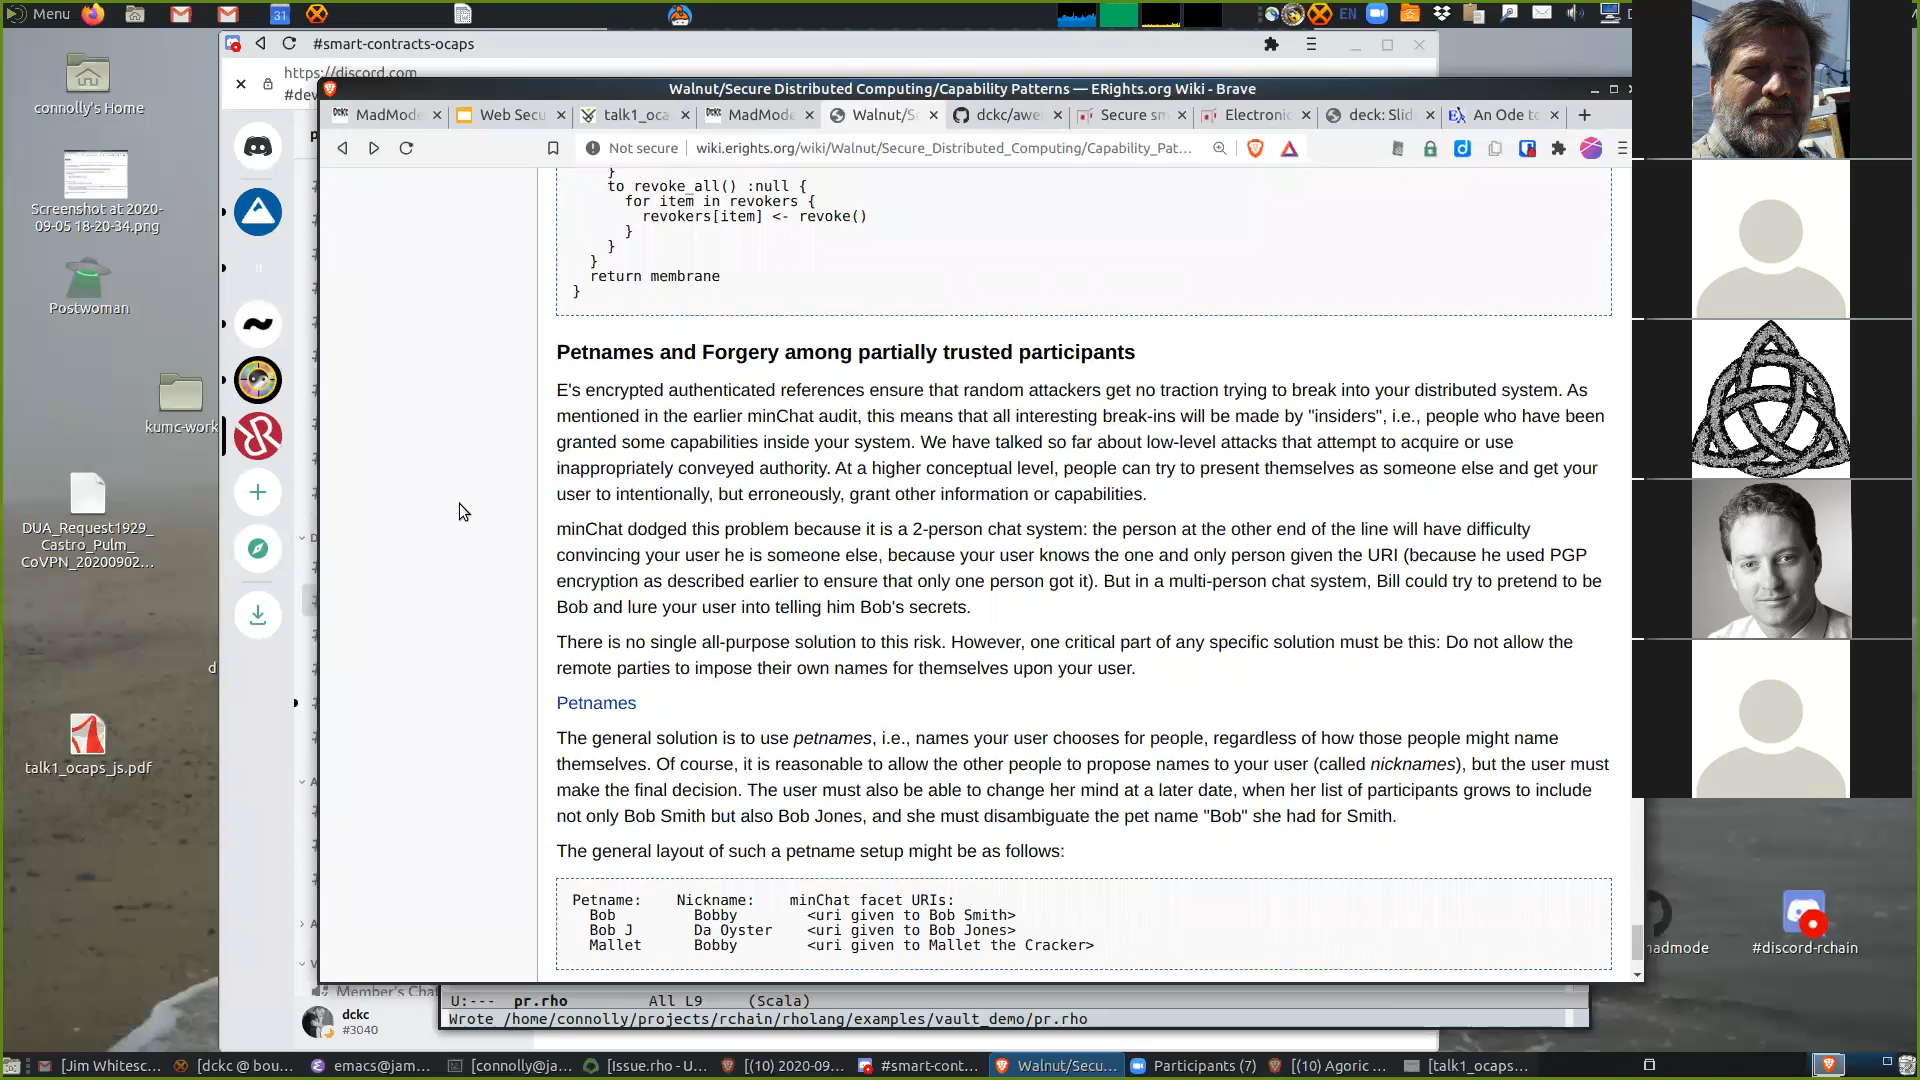 Menu
31
EN
D
#smart-contracts-ocaps
https://discord.com
#dev
connolly's Home
Walnut/Secure Distributed Computing/Capability Patterns — ERights.org Wiki - Brave
MadMode
Web Secu
talk1_oca
MadMode
Walnut/S
dckc/awe
Secure sm
Electronic
deck: Slid
An Ode to
Not secure
wiki.erights.org/wiki/Walnut/Secure_Distributed_Computing/Capability_Pat...
}
to revoke_all() :null {
for item in revokers {
revokers[item] <- revoke()
}
}
}
return membrane
}
Screenshot at 2020-
09-05 18-20-34.png
Postwoman
kumc-work
DUA_Request1929_
Castro_Pulm_
CoVPN_20200902...
talk1_ocaps_js.pdf
Petnames and Forgery among partially trusted participants
E's encrypted authenticated references ensure that random attackers get no traction trying to break into your distributed system. As
mentioned in the earlier minChat audit, this means that all interesting break-ins will be made by "insiders", i.e., people who have been
granted some capabilities inside your system. We have talked so far about low-level attacks that attempt to acquire or use
inappropriately conveyed authority. At a higher conceptual level, people can try to present themselves as someone else and get your
user to intentionally, but erroneously, grant other information or capabilities.
minChat dodged this problem because it is a 2-person chat system: the person at the other end of the line will have difficulty
convincing your user he is someone else, because your user knows the one and only person given the URI (because he used PGP
encryption as described earlier to ensure that only one person got it). But in a multi-person chat system, Bill could try to pretend to be
Bob and lure your user into telling him Bob's secrets.
There is no single all-purpose solution to this risk. However, one critical part of any specific solution must be this: Do not allow the
remote parties to impose their own names for themselves upon your user.
Petnames
The general solution is to use petnames, i.e., names your user chooses for people, regardless of how those people might name
themselves. Of course, it is reasonable to allow the other people to propose names to your user (called nicknames), but the user must
make the final decision. The user must also be able to change her mind at a later date, when her list of participants grows to include
not only Bob Smith but also Bob Jones, and she must disambiguate the pet name "Bob" she had for Smith.
The general layout of such a petname setup might be as follows:
Petname: Nickname: minChat facet URIs:
Bob Bobby <uri given to Bob Smith>
Bob J Da Oyster <uri given to Bob Jones>
Mallet Bobby <uri given to Mallet the Cracker>
madmode
#discord-rchain
Member's Cha
dckc
#3040
U:--- pr.rho All L9 (Scala)
Wrote /home/connolly/projects/rchain/rholang/examples/vault_demo/pr.rho
[Jim Whitesc...
[dckc @ bou...
emacs@jam...
[connolly@ja...
[Issue.rho - U...
[(10) 2020-09...
#smart-cont...
Walnut/Secu...
Participants (7)
[(10) Agoric ...
[talk1_ocaps...